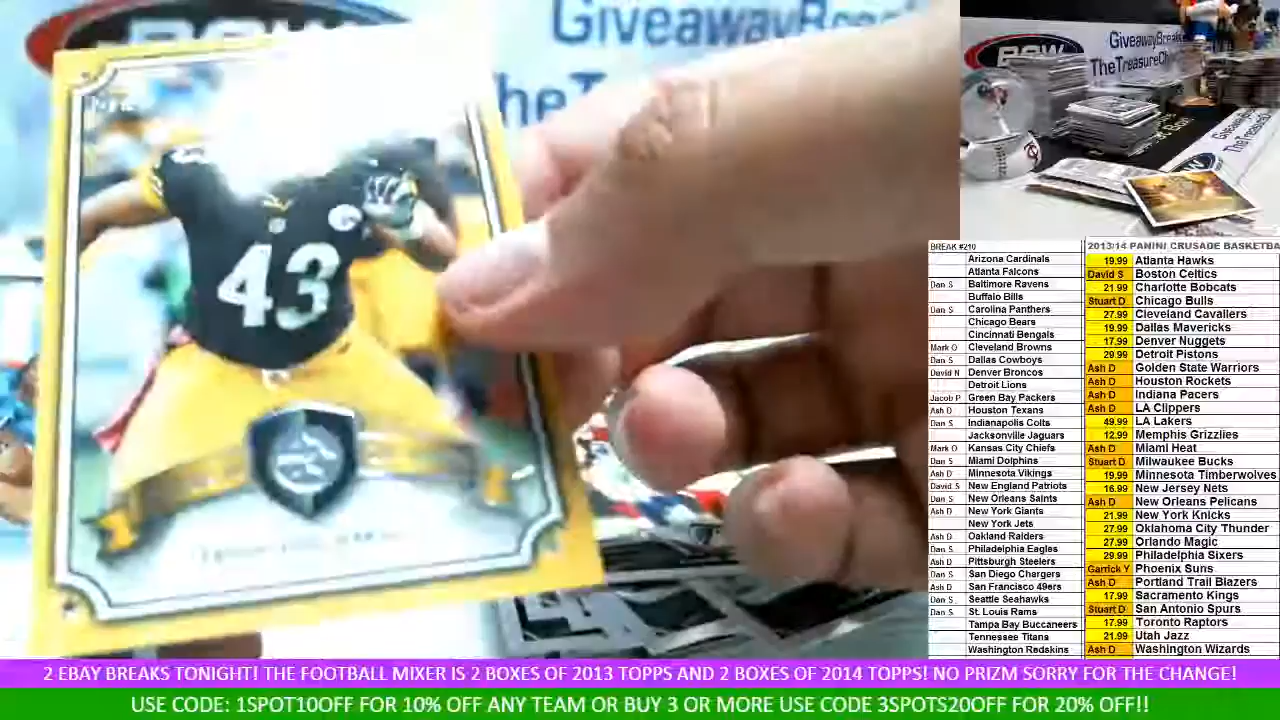 GiveawayBreak
BCW
TheT
43
BCW
GiveawayBreak
TheTreasureCh
BREAK #210
Arizona Cardinals
Atlanta Falcons
Dan S Baltimore Ravens
Buffalo Bills
Dan S Carolina Panthers
Chicago Bears
Cincinnati Bengals
Mark O Cleveland Browns
Dan S Dallas Cowboys
David N Denver Broncos
Detroit Lions
Jacob P Green Bay Packers
Ash D Houston Texans
Dan S Indianapolis Colts
Jacksonville Jaguars
Mark O Kansas City Chiefs
Dan S Miami Dolphins
Ash D Minnesota Vikings
David S New England Patriots
Dan S New Orleans Saints
Ash D New York Giants
New York Jets
Ash D Oakland Raiders
Dan S Philadelphia Eagles
Ash D Pittsburgh Steelers
Dan S San Diego Chargers
Ash D San Francisco 49ers
Dan S Seattle Seahawks
Dan S St. Louis Rams
Tampa Bay Buccaneers
Tennessee Titans
Washington Redskins
2013/14 PANINI CRUSADE BASKETBA
19.99 Atlanta Hawks
David S Boston Celtics
21.99 Charlotte Bobcats
Stuart D Chicago Bulls
27.99 Cleveland Cavallers
19.99 Dallas Mavericks
17.99 Denver Nuggets
29.99 Detroit Pistons
Ash D Golden State Warriors
Ash D Houston Rockets
Ash D Indiana Pacers
Ash D LA Clippers
49.99 LA Lakers
12.99 Memphis Grizzlies
Ash D Miami Heat
Stuart D Milwaukee Bucks
19.99 Minnesota Timberwolves
16.99 New Jersey Nets
Ash D New Orleans Pelicans
21.99 New York Knicks
27.99 Oklahoma City Thunder
27.99 Orlando Magic
29.99 Philadelphia Sixers
Garrick Y Phoenix Suns
Ash D Portland Trail Blazers
17.99 Sacramento Kings
Stuart D San Antonio Spurs
17.99 Toronto Raptors
21.99 Utah Jazz
Ash D Washington Wizards
2 EBAY BREAKS TONIGHT! THE FOOTBALL MIXER IS 2 BOXES OF 2013 TOPPS AND 2 BOXES OF 2014 TOPPS! NO PRIZM SORRY FOR THE CHANGE!
USE CODE: 1SPOT10OFF FOR 10% OFF ANY TEAM OR BUY 3 OR MORE USE CODE 3SPOTS20OFF FOR 20% OFF!!